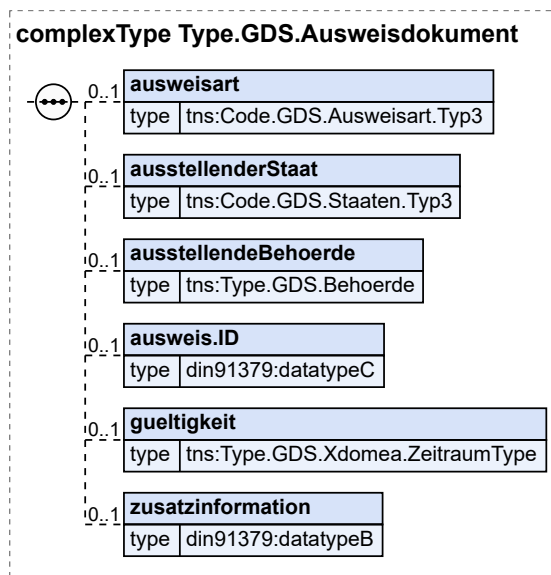 complexType Type.GDS.Ausweisdokument
0..1 ausweisart
type tns:Code.GDS.Ausweisart.Typ3
0..1 ausstellenderStaat
type tns:Code.GDS.Staaten.Typ3
0..1 ausstellendeBehoerde
type tns:Type.GDS.Behoerde
0..1 ausweis.ID
type din91379:datatypeC
0..1 gueltigkeit
type tns:Type.GDS.Xdomea.ZeitraumType
0..1 zusatzinformation
type din91379:datatypeB